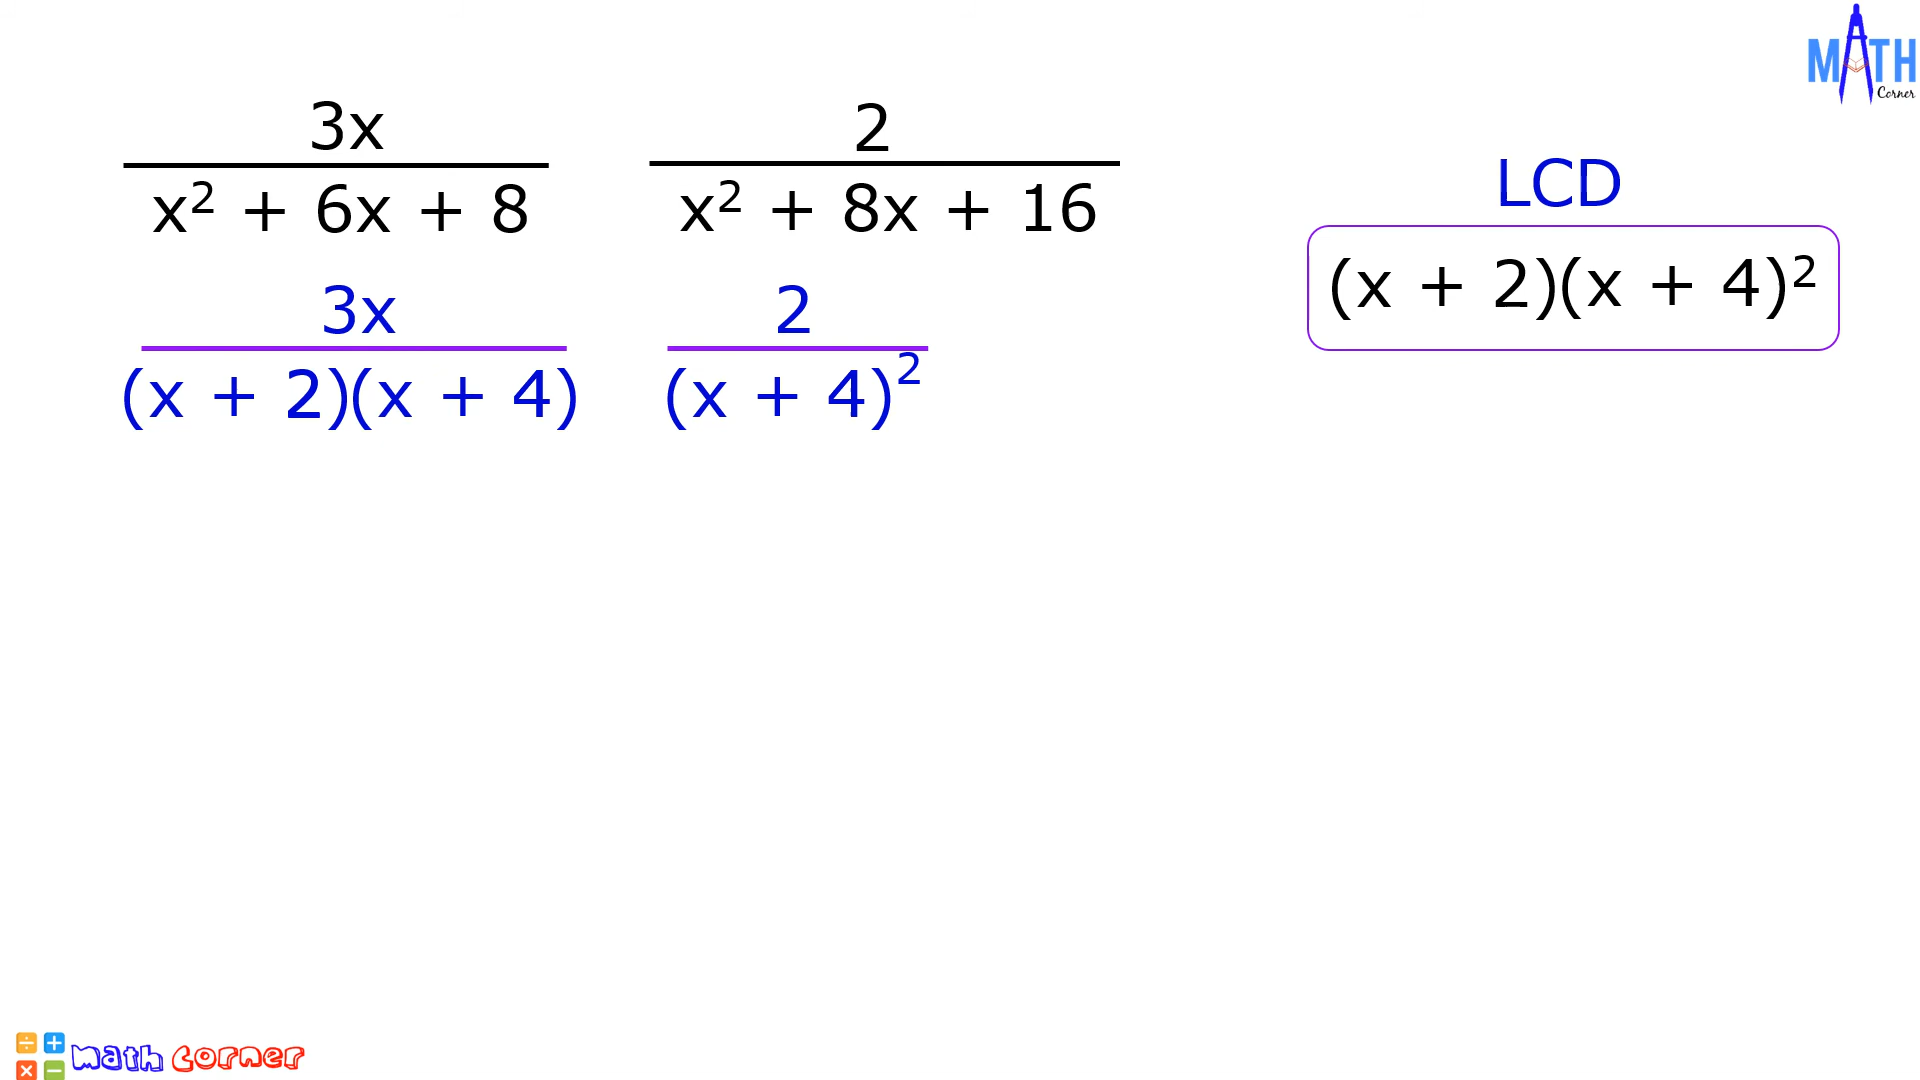 MATH
Corner
3x
x² + 6x + 8
2
x² + 8x + 16
LCD
(x + 2)(x + 4)²
3x
(x + 2)(x + 4)
2
(x + 4)²
÷ +
× −
math corner